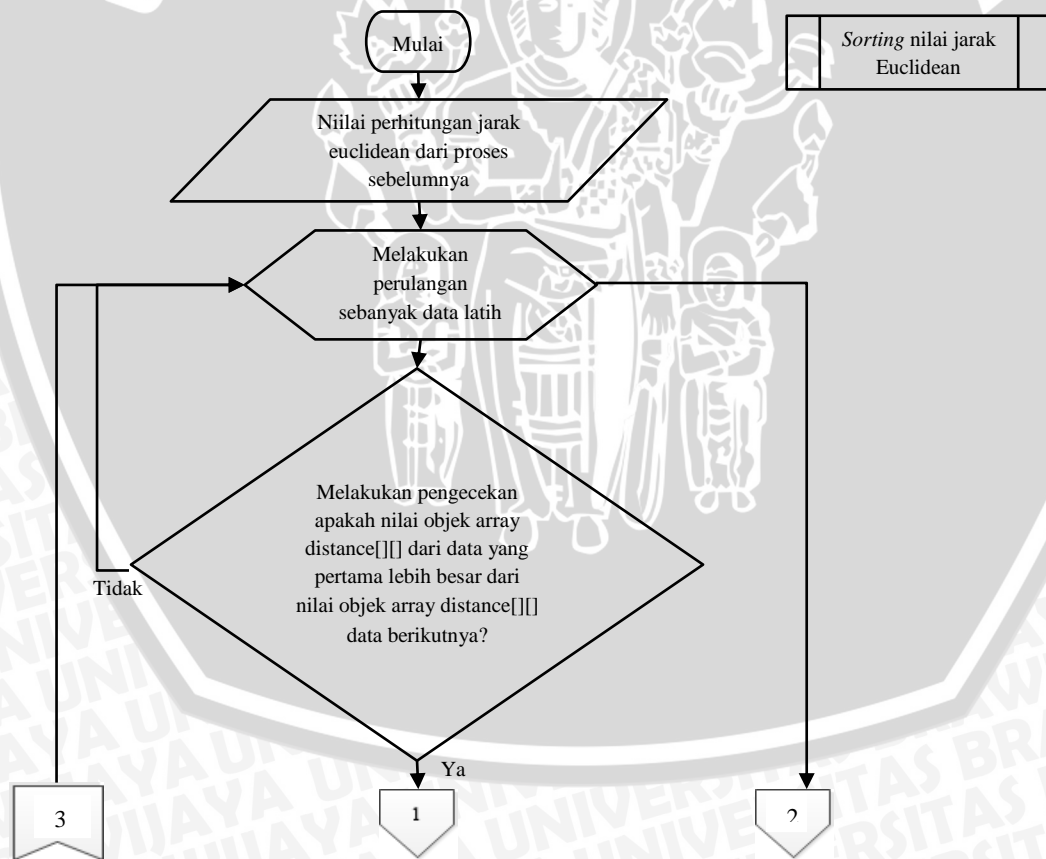 Mulai
Sorting nilai jarak
Euclidean
Niilai perhitungan jarak
euclidean dari proses
sebelumnya
Melakukan
perulangan
sebanyak data latih
Melakukan pengecekan
apakah nilai objek array
distance[][] dari data yang
pertama lebih besar dari
nilai objek array distance[][]
data berikutnya?
Tidak
Ya
3
1
2